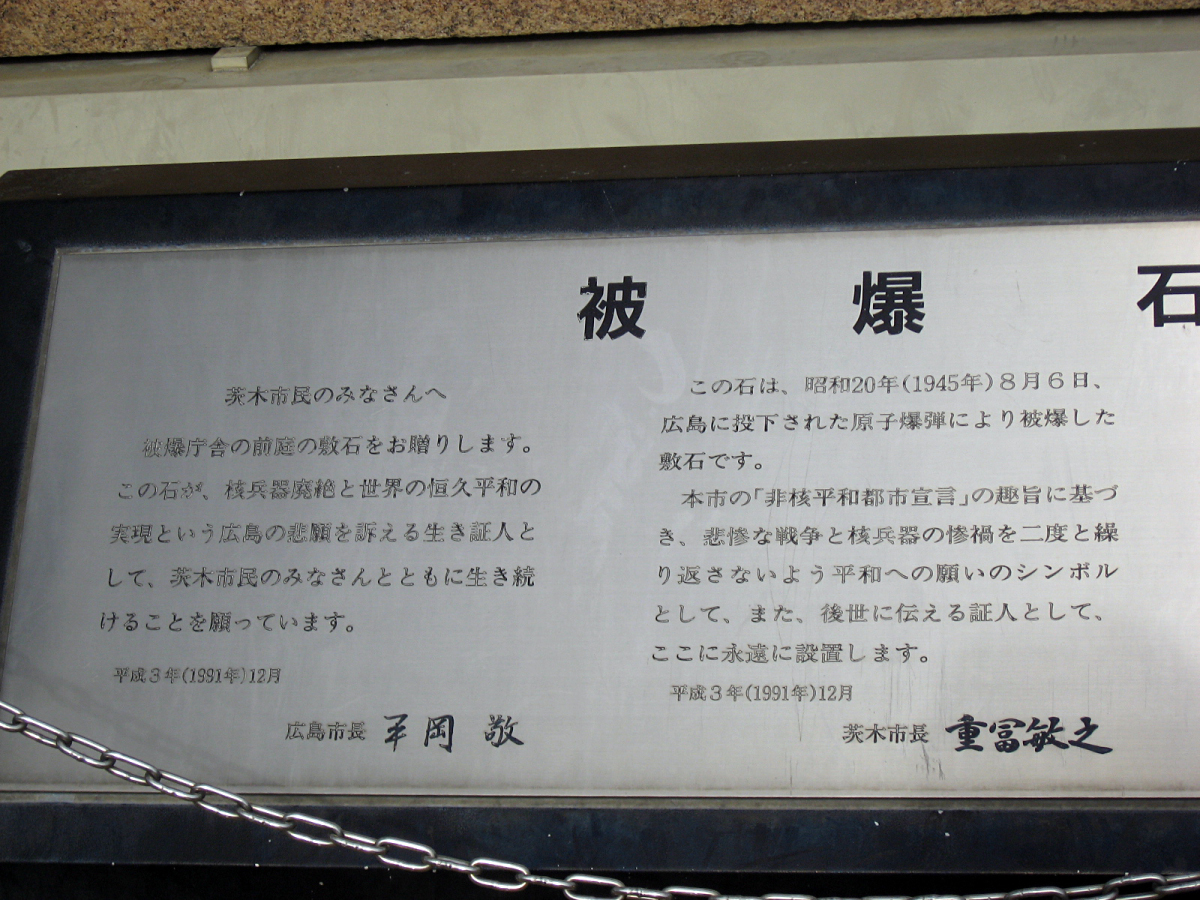 被爆石
茨木市民のみなさんへ
被爆庁舎の前庭の敷石をお贈りします。
この石が、核兵器廃絶と世界の恒久平和の
実現という広島の悲願を訴える生き証人と
して、茨木市民のみなさんとともに生き続
けることを願っています。
平成3年(1991年)12月
広島市長 平岡 敬
この石は、昭和20年(1945年)8月6日、
広島に投下された原子爆弾により被爆した
敷石です。
本市の「非核平和都市宣言」の趣旨に基づ
き、悲惨な戦争と核兵器の惨禍を二度と繰
り返さないよう平和への願いのシンボル
として、また、後世に伝える証人として、
ここに永遠に設置します。
平成3年(1991年)12月
茨木市長 重冨敏之